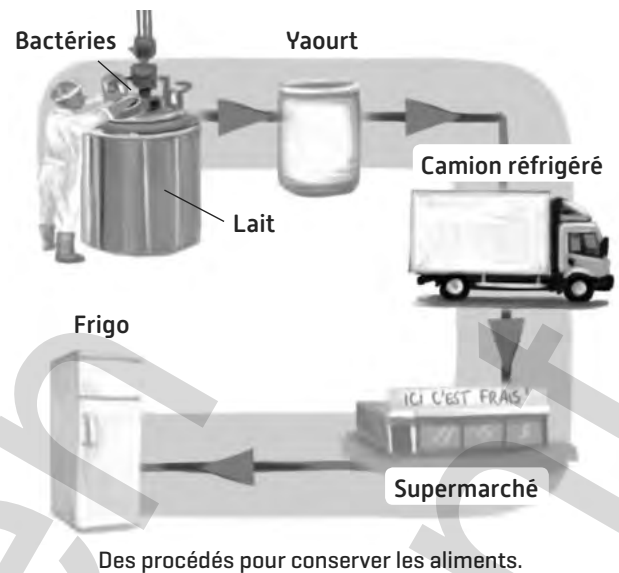 Bactéries
Yaourt
Lait
Camion réfrigéré
ICI C'EST FRAIS!
Supermarché
Frigo
Des procédés pour conserver les aliments.